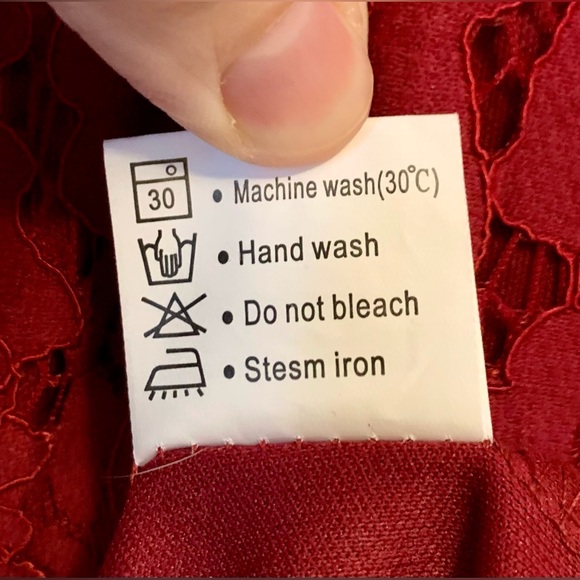 30 • Machine wash(30℃)
• Hand wash
• Do not bleach
• Stesm iron